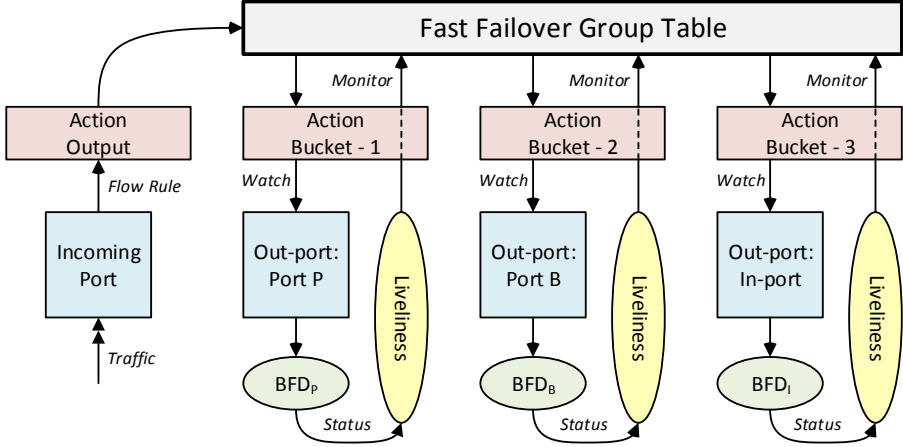 Fast Failover Group Table
Monitor
Monitor
Monitor
Action
Output
Action
Bucket - 1
Action
Bucket - 2
Action
Bucket - 3
Flow Rule
Watch
Watch
Watch
Incoming
Port
Out-port:
Port P
Liveliness
Out-port:
Port B
Liveliness
Out-port:
In-port
Liveliness
Traffic
BFDP
BFDB
BFDI
Status
Status
Status